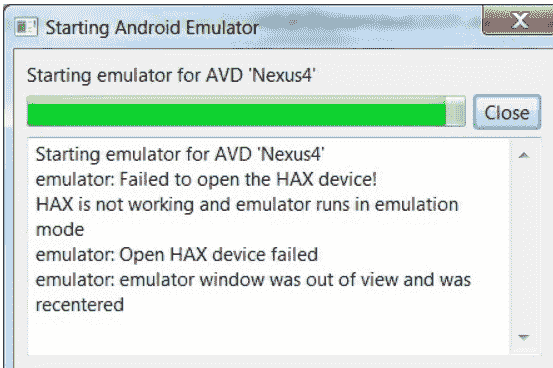 Starting Android Emulator
Starting emulator for AVD 'Nexus4'
Close
Starting emulator for AVD 'Nexus4'
emulator: Failed to open the HAX device!
HAX is not working and emulator runs in emulation
mode
emulator: Open HAX device failed
emulator: emulator window was out of view and was
recentered